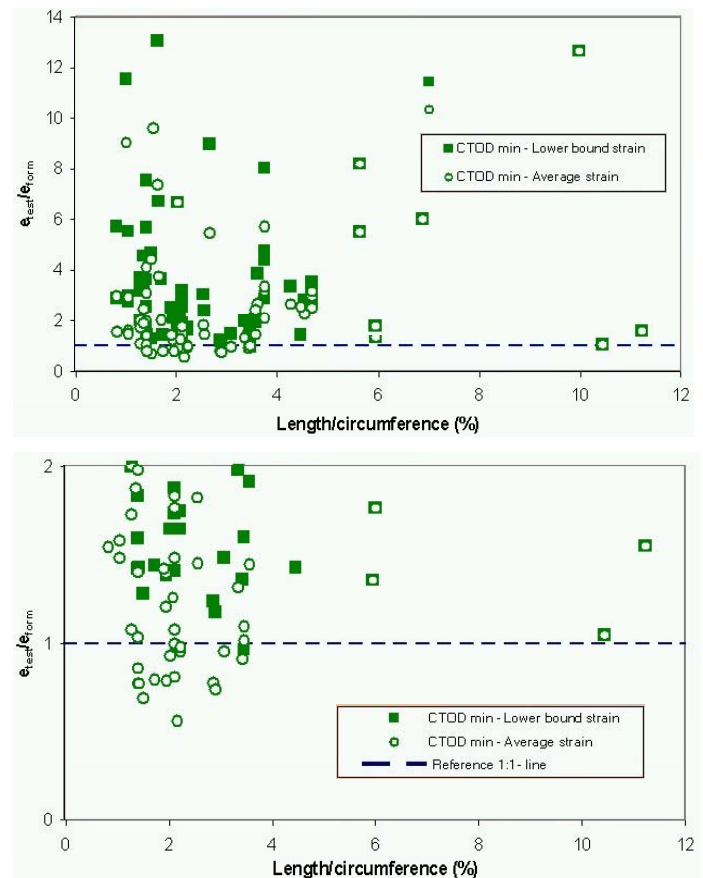 14
12
10
8
6
4
2
0
e_test/e_form
CTOD min - Lower bound strain
CTOD min - Average strain
0 2 4 6 8 10 12
Length/circumference (%)
2
1
0
e_test/e_form
CTOD min - Lower bound strain
CTOD min - Average strain
Reference 1:1- line
0 2 4 6 8 10 12
Length/circumference (%)